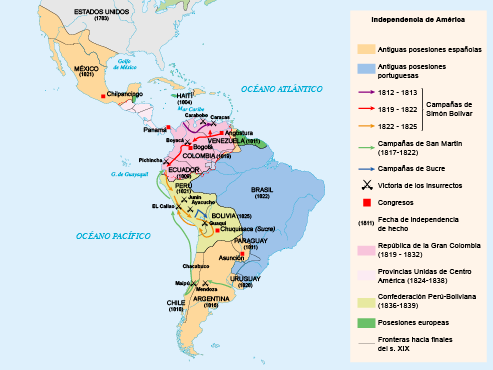 ESTADOS UNIDOS
(1783)
Golfo
de México
MÉXICO
(1821)
Chilpancingo
HAITÍ
(1804)
OCÉANO ATLÁNTICO
Mar Caribe
Carabobo
Caracas
Panamá
Angostura
Boyacá
VENEZUELA (1811)
Bogotá
COLOMBIA (1819)
Pichincha
ECUADOR
(1809)
G. de Guayaquil
PERÚ
(1821)
BRASIL
(1822)
Junín
Ayacucho
El Callao
BOLIVIA (1825)
Guaqui
Chuquisaca (Sucre)
OCÉANO PACÍFICO
PARAGUAY
(1811)
Asunción
Chacabuco
Maipú
Mendoza
URUGUAY
(1828)
CHILE
(1818)
ARGENTINA
(1816)
Independencia de América
Antiguas posesiones españolas
Antiguas posesiones
portuguesas
1812 - 1813
1819 - 1822
1822 - 1825
Campañas de
Simón Bolívar
Campañas de San Martín
(1817-1822)
Campañas de Sucre
Victoria de los insurrectos
Congresos
(1811)
Fecha de independencia
de hecho
República de la Gran Colombia
(1819 - 1832)
Provincias Unidas de Centro
América (1824-1838)
Confederación Perú-Boliviana
(1836-1839)
Posesiones europeas
Fronteras hacia finales
del s. XIX